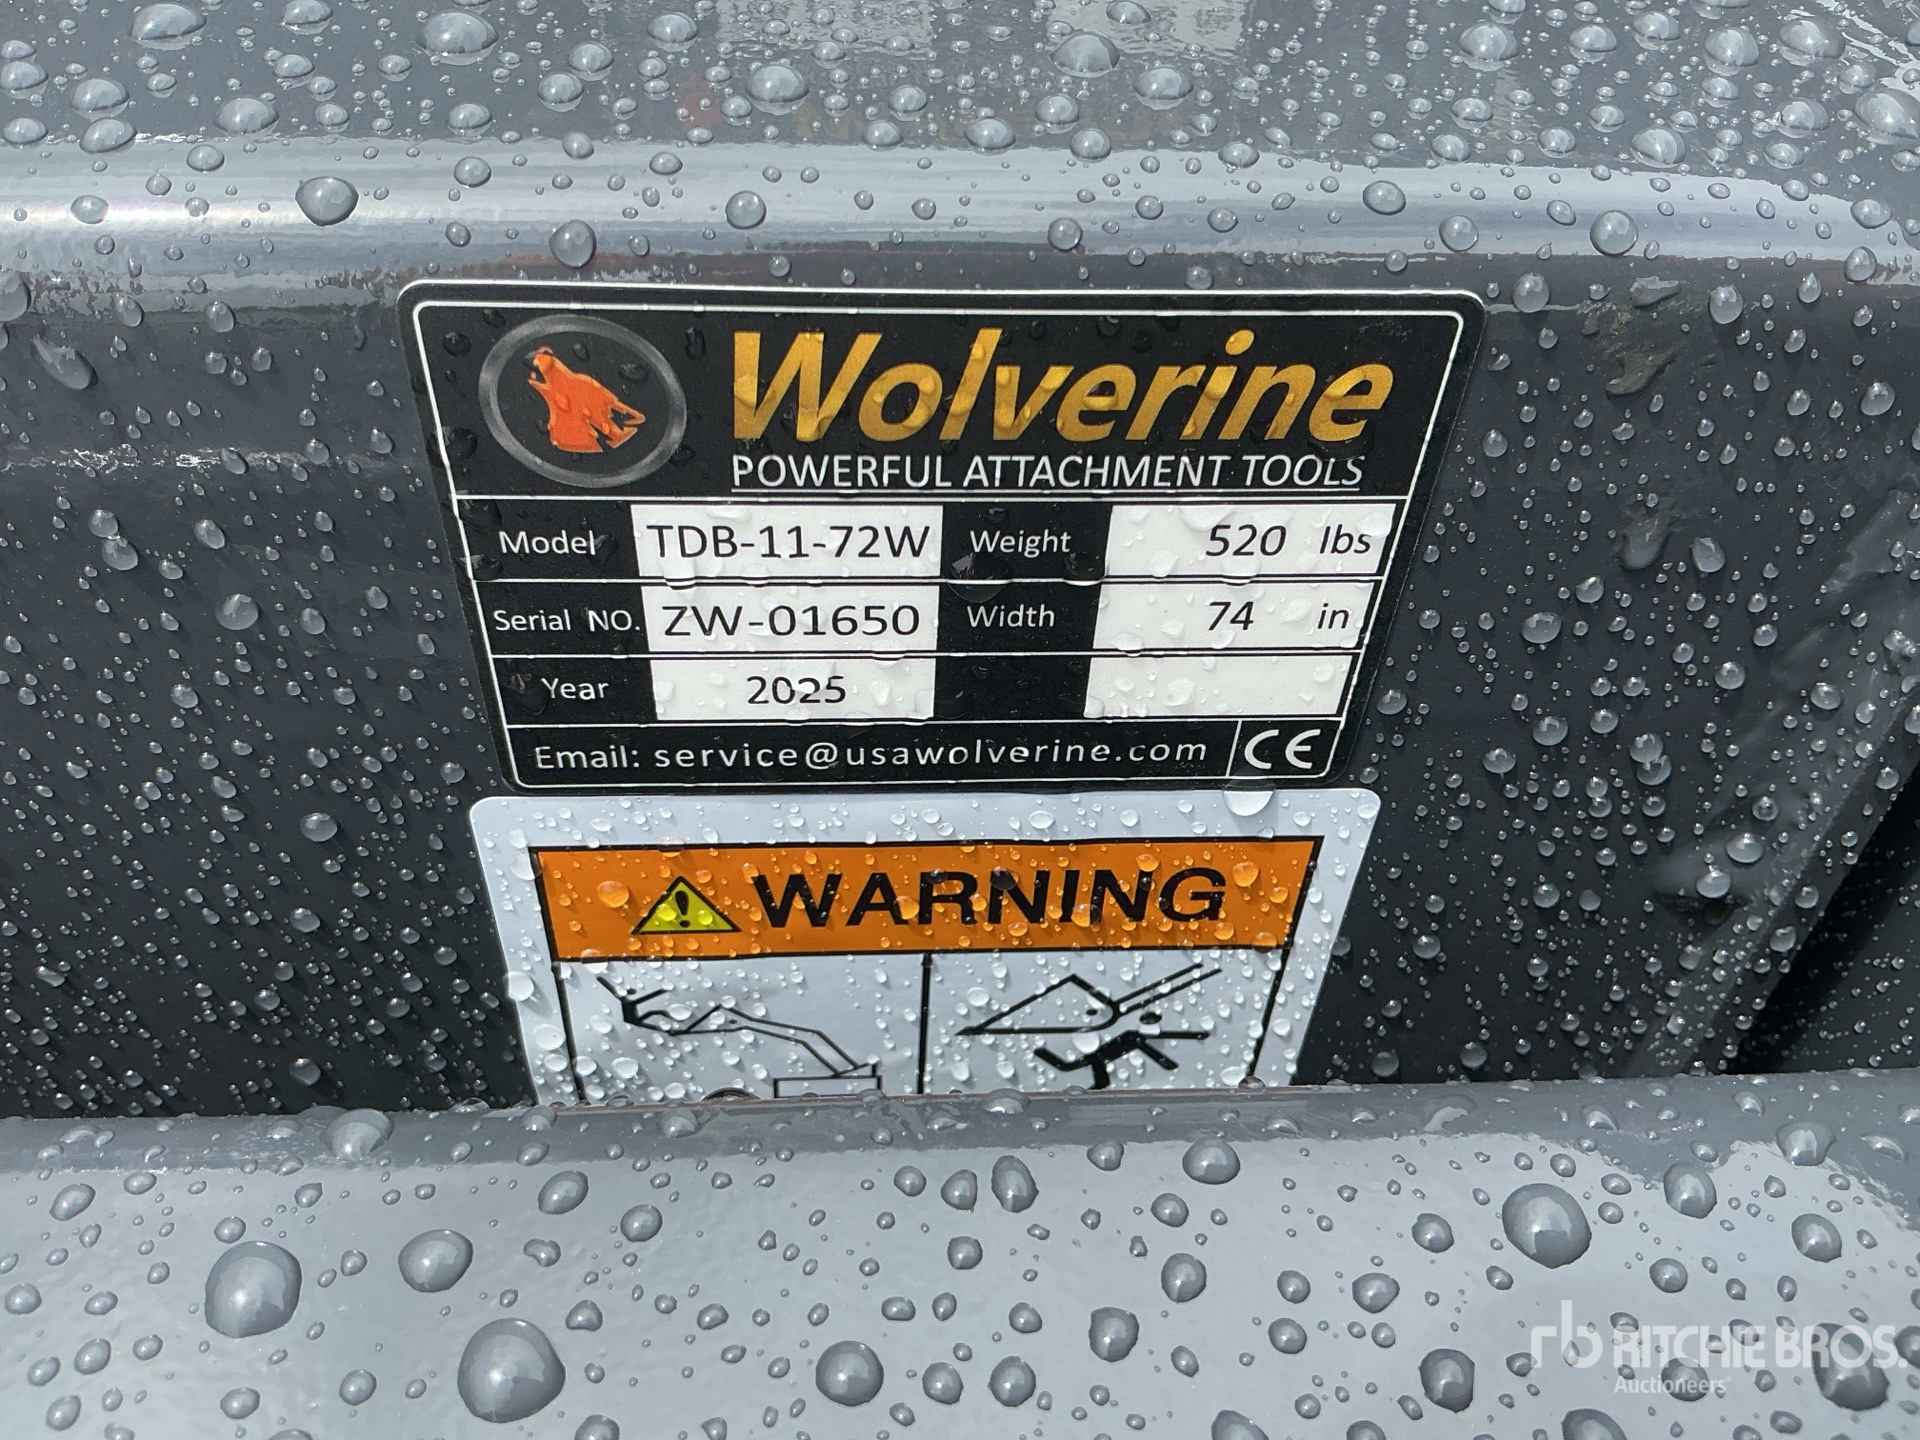 Wolverine
POWERFUL ATTACHMENT TOOLS
Model TDB-11-72W Weight 520 lbs
Serial NO. ZW-01650 Width 74 in
Year 2025
Email: service@usawolverine.com CE
WARNING
rb RITCHIE BROS.
Auctioneers